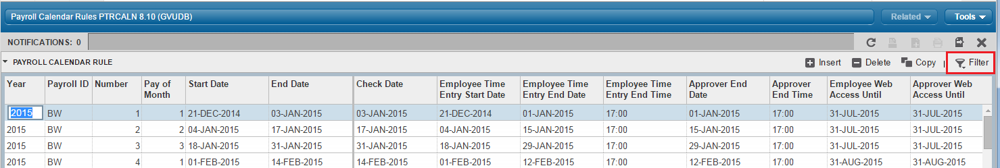 Payroll Calendar Rules PTRCALN 8.10 (GVUDB) Related Tools
NOTIFICATIONS: 0
PAYROLL CALENDAR RULE Insert Delete Copy Filter
Year Payroll ID Number Pay of Month Start Date End Date Check Date Employee Time Entry Start Date Employee Time Entry End Date Employee Time Entry End Time Approver End Date Approver End Time Employee Web Access Until Approver Web Access Until
2015 BW 1 1 21-DEC-2014 03-JAN-2015 03-JAN-2015 21-DEC-2014 01-JAN-2015 17:00 01-JAN-2015 17:00 31-JUL-2015 31-JUL-2015
2015 BW 2 2 04-JAN-2015 17-JAN-2015 17-JAN-2015 04-JAN-2015 15-JAN-2015 17:00 15-JAN-2015 17:00 31-JUL-2015 31-JUL-2015
2015 BW 3 3 18-JAN-2015 31-JAN-2015 31-JAN-2015 18-JAN-2015 29-JAN-2015 17:00 29-JAN-2015 17:00 31-JUL-2015 31-JUL-2015
2015 BW 4 1 01-FEB-2015 14-FEB-2015 14-FEB-2015 01-FEB-2015 12-FEB-2015 17:00 12-FEB-2015 17:00 31-AUG-2015 31-AUG-2015